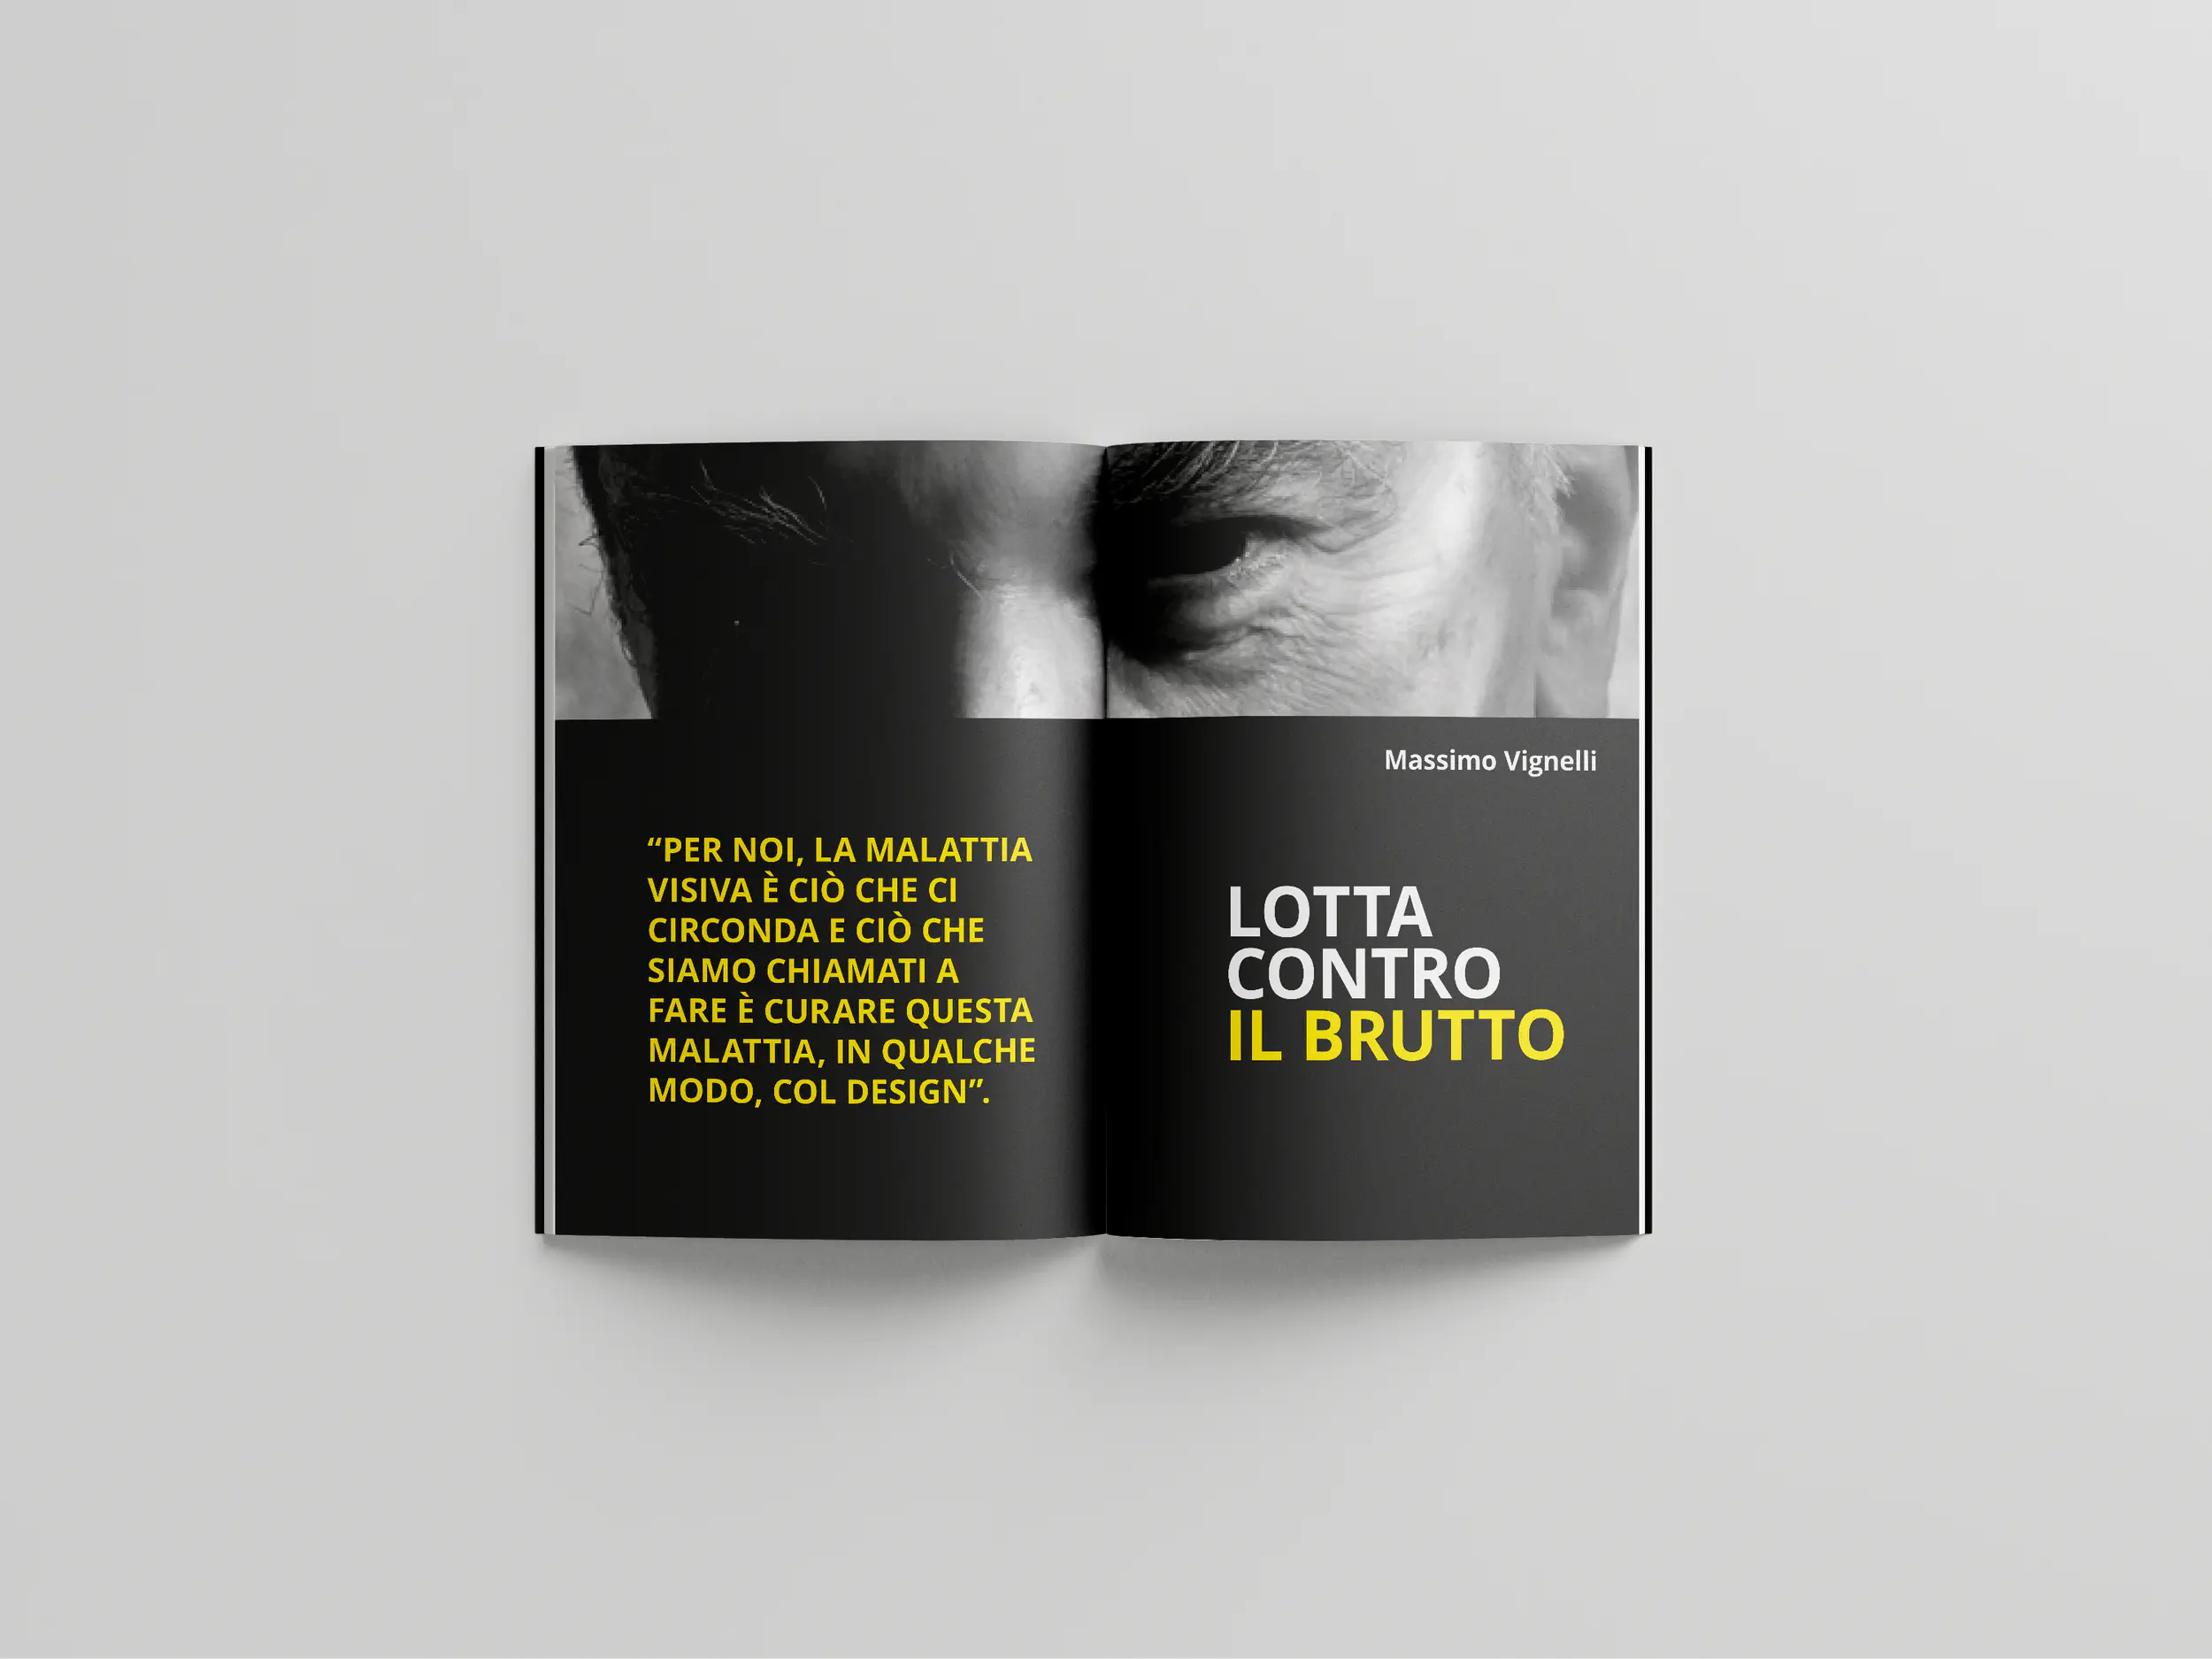 “PER NOI, LA MALATTIA
VISIVA È CIÒ CHE CI
CIRCONDA E CIÒ CHE
SIAMO CHIAMATI A
FARE È CURARE QUESTA
MALATTIA, IN QUALCHE
MODO, COL DESIGN”.
Massimo Vignelli
LOTTA
CONTRO
IL BRUTTO